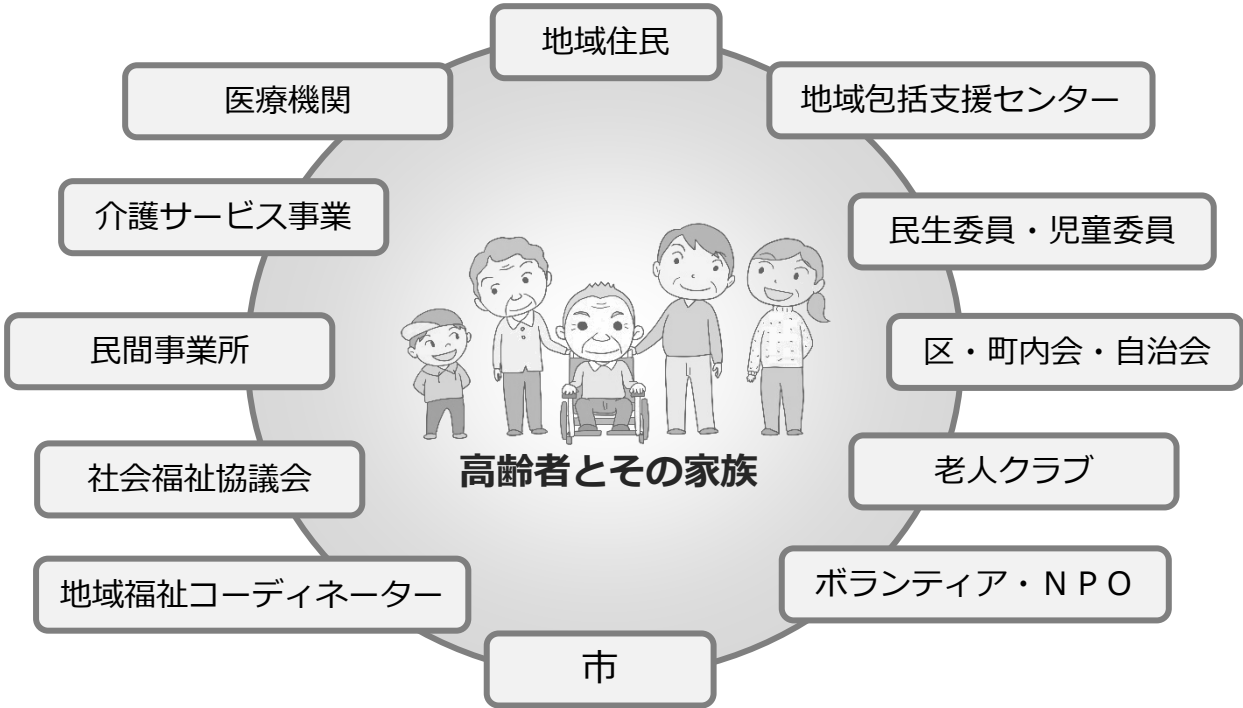 地域住民
医療機関
地域包括支援センター
介護サービス事業
民生委員・児童委員
民間事業所
区・町内会・自治会
高齢者とその家族
社会福祉協議会
老人クラブ
地域福祉コーディネーター
ボランティア・ＮＰＯ
市